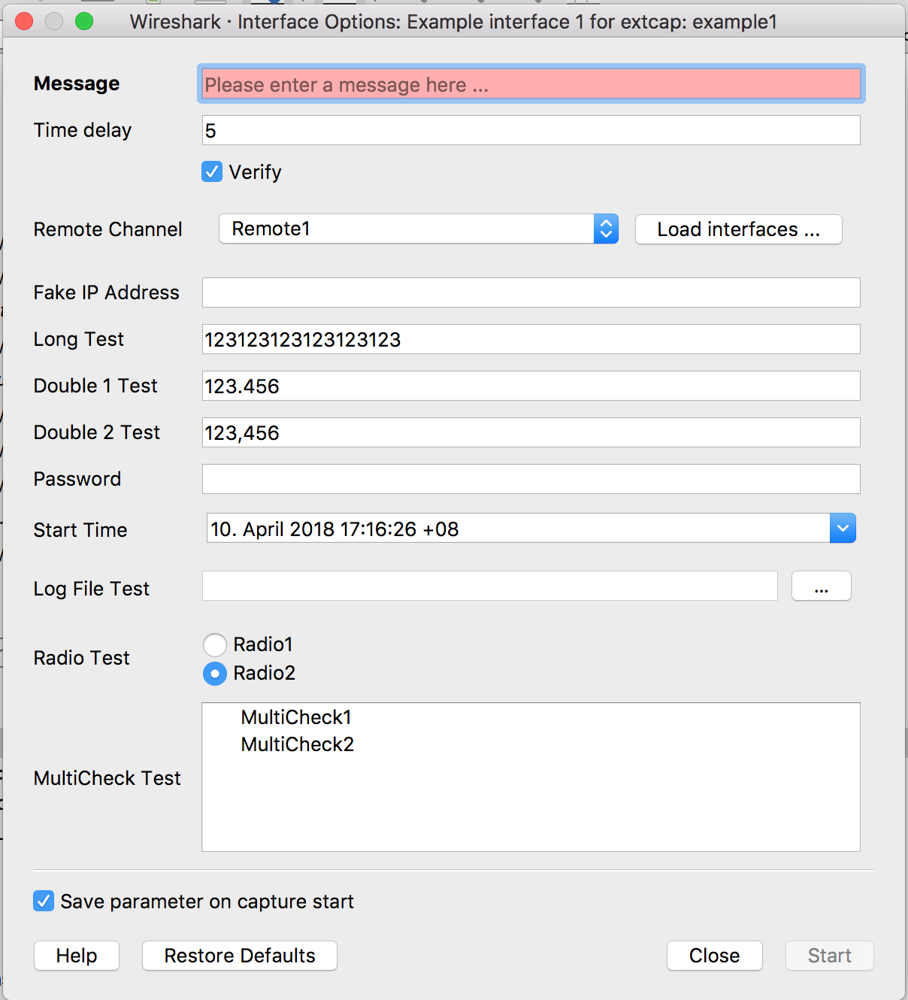 Wireshark · Interface Options: Example interface 1 for extcap: example1
Message Please enter a message here ...
Time delay 5
Verify
Remote Channel Remote1 Load interfaces ...
Fake IP Address
Long Test 123123123123123123
Double 1 Test 123.456
Double 2 Test 123,456
Password
Start Time 10. April 2018 17:16:26 +08
Log File Test ...
Radio Test Radio1
Radio2
MultiCheck Test MultiCheck1
MultiCheck2
Save parameter on capture start
Help Restore Defaults Close Start